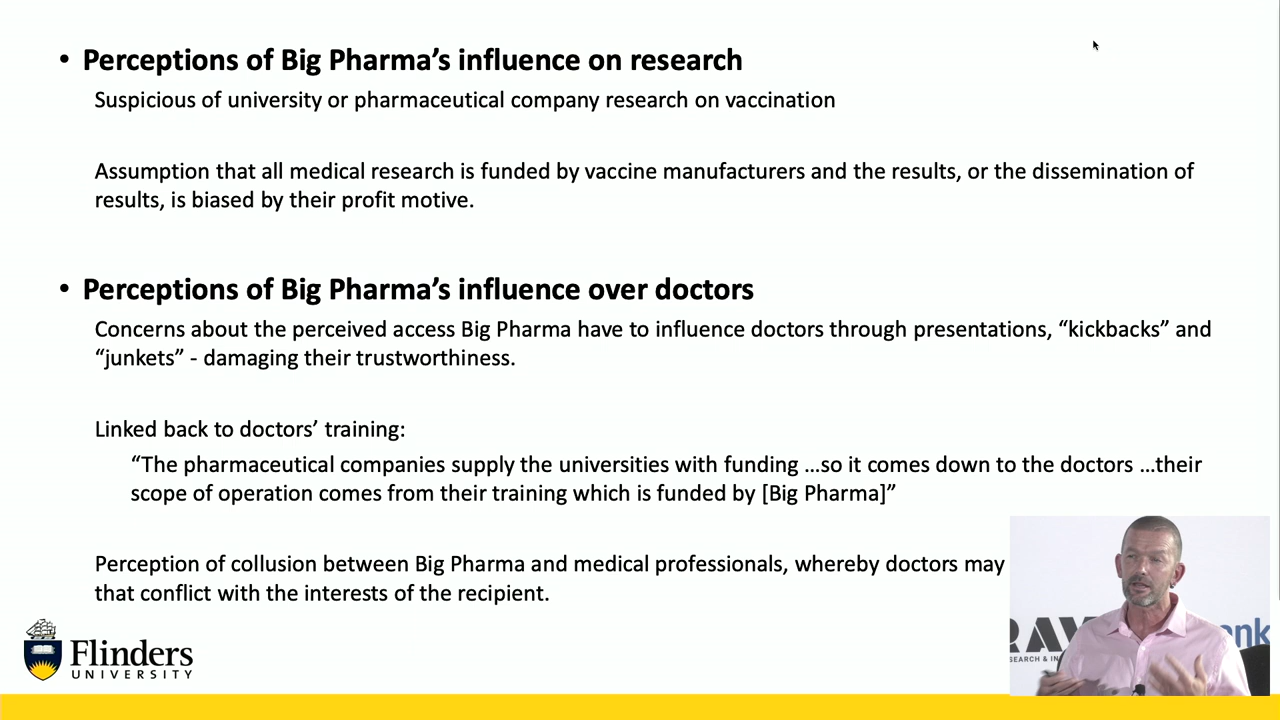 • Perceptions of Big Pharma’s influence on research
Suspicious of university or pharmaceutical company research on vaccination
Assumption that all medical research is funded by vaccine manufacturers and the results, or the dissemination of
results, is biased by their profit motive.
• Perceptions of Big Pharma’s influence over doctors
Concerns about the perceived access Big Pharma have to influence doctors through presentations, “kickbacks” and
“junkets” - damaging their trustworthiness.
Linked back to doctors’ training:
“The pharmaceutical companies supply the universities with funding …so it comes down to the doctors …their
scope of operation comes from their training which is funded by [Big Pharma]”
Perception of collusion between Big Pharma and medical professionals, whereby doctors may
that conflict with the interests of the recipient.
Flinders
UNIVERSITY